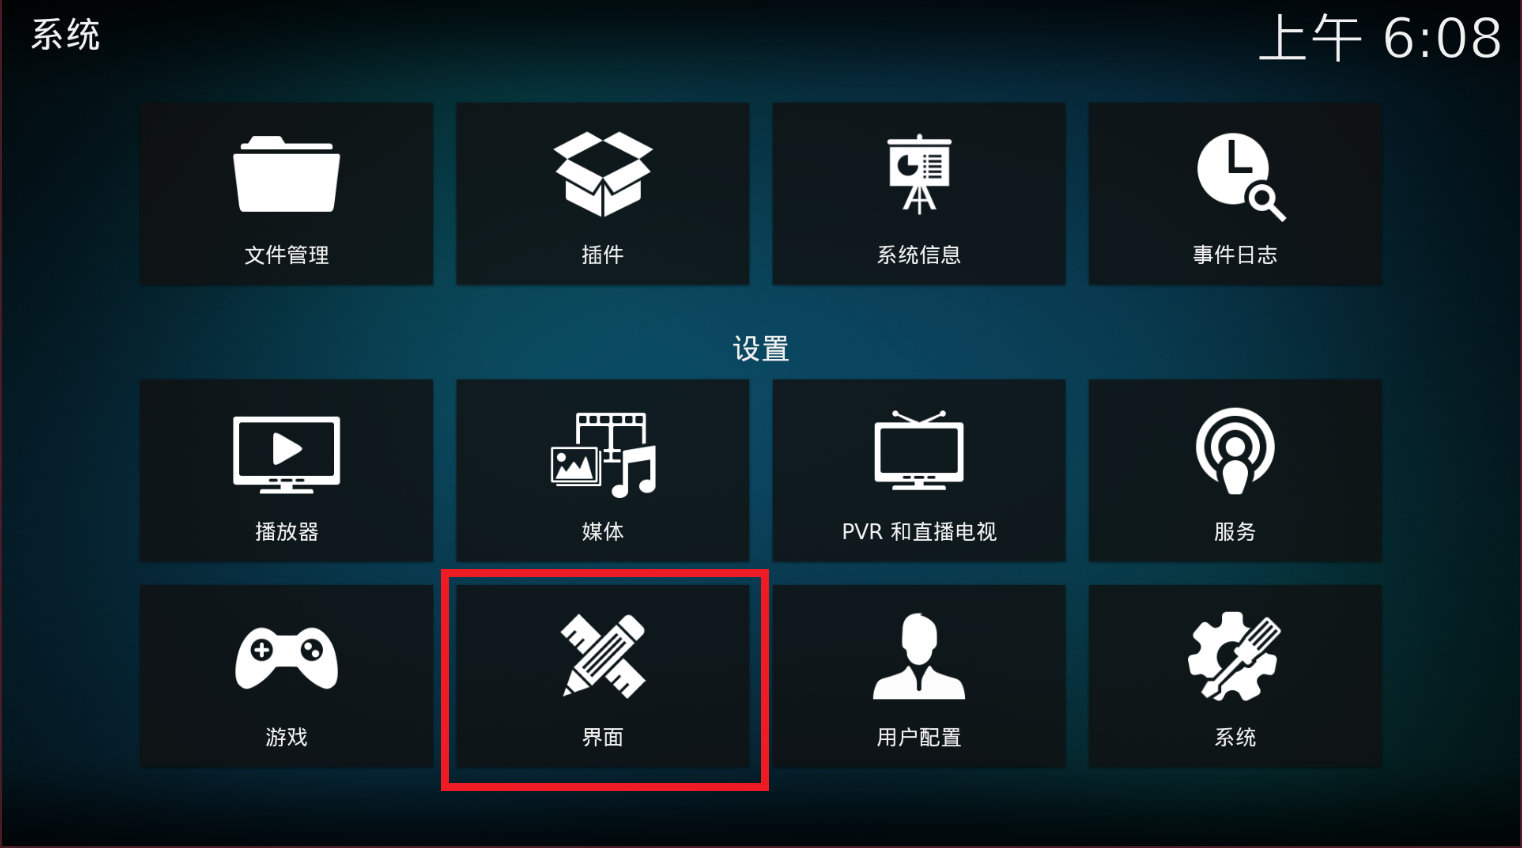 系统
上午 6:08
文件管理
插件
系统信息
事件日志
设置
播放器
媒体
PVR 和直播电视
服务
游戏
界面
用户配置
系统